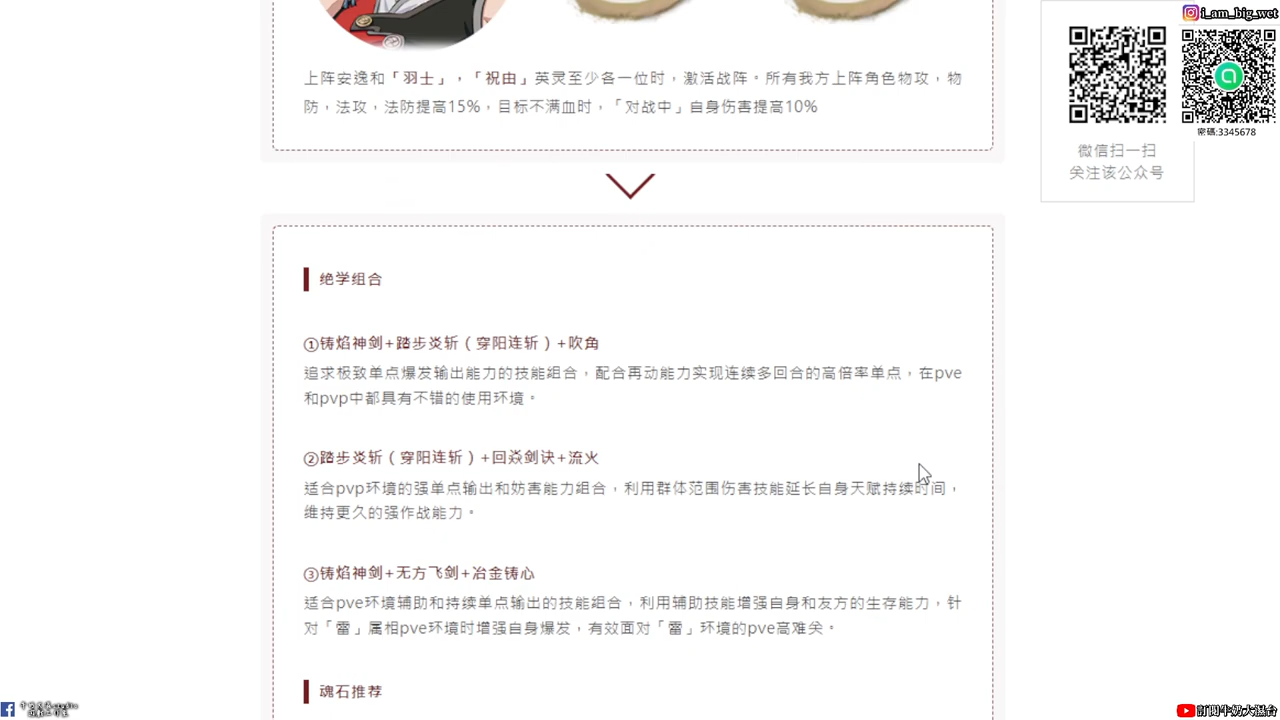 i_am_big_wet
密碼:3345678
微信扫一扫
关注该公众号
上阵安逸和「羽士」，「祝由」英灵至少各一位时，激活战阵。所有我方上阵角色物攻，物
防，法攻，法防提高15%，目标不满血时，「对战中」自身伤害提高10%
绝学组合
①铸焰神剑+踏步炎斩（穿阳连斩）+吹角
追求极致单点爆发输出能力的技能组合，配合再动能力实现连续多回合的高倍率单点，在pve
和pvp中都具有不错的使用环境。
②踏步炎斩（穿阳连斩）+回焱剑诀+流火
适合pvp环境的强单点输出和妨害能力组合，利用群体范围伤害技能延长自身天赋持续时间，
维持更久的强作战能力。
③铸焰神剑+无方飞剑+冶金铸心
适合pve环境辅助和持续单点输出的技能组合，利用辅助技能增强自身和友方的生存能力，针
对「雷」属相pve环境时增强自身爆发，有效面对「雷」环境的pve高难关。
魂石推荐